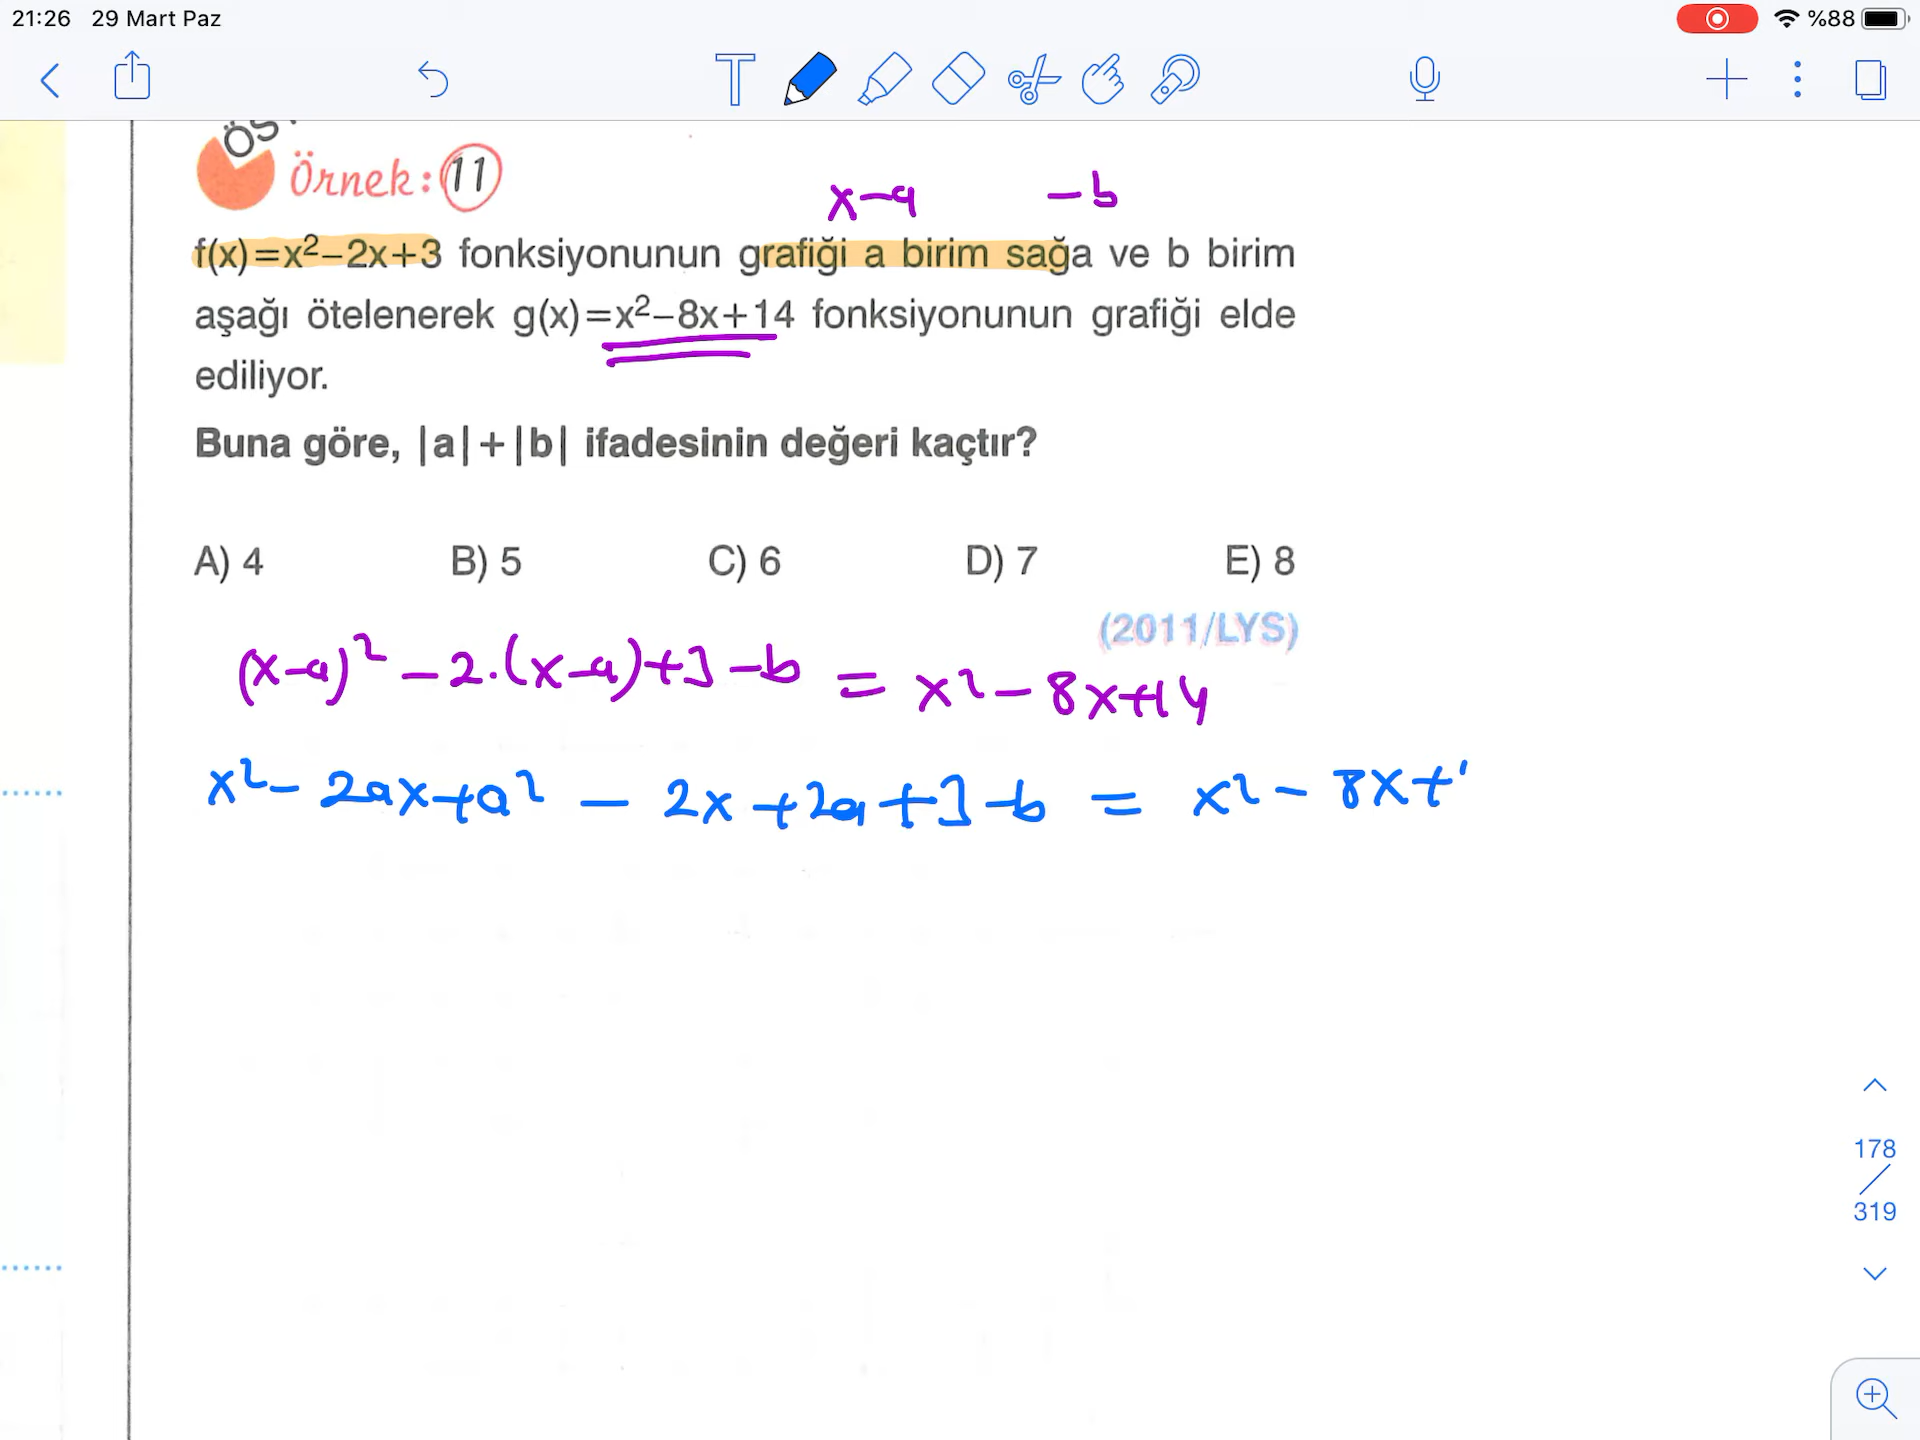 21:26 29 Mart Paz %88
ÖS
Örnek: 11
x-a -b
f(x)=x²-2x+3 fonksiyonunun grafiği a birim sağa ve b birim
aşağı ötelenerek g(x)=x²-8x+14 fonksiyonunun grafiği elde
ediliyor.
Buna göre, |a|+|b| ifadesinin değeri kaçtır?
A) 4 B) 5 C) 6 D) 7 E) 8
(2011/LYS)
(x-a)² - 2.(x-a)+3-b = x²-8x+14
x²- 2ax+a² - 2x+2a+3-b = x²- 8x+
178
319